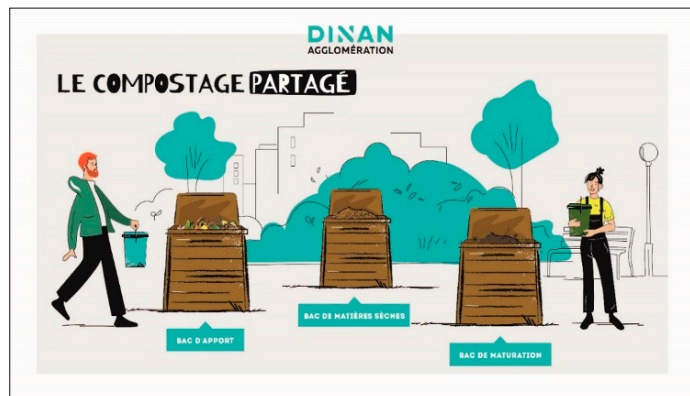 DINAN
AGGLOMÉRATION
LE COMPOSTAGE PARTAGÉ
BAC D'APPORT
BAC DE MATIÈRES SÈCHES
BAC DE MATURATION